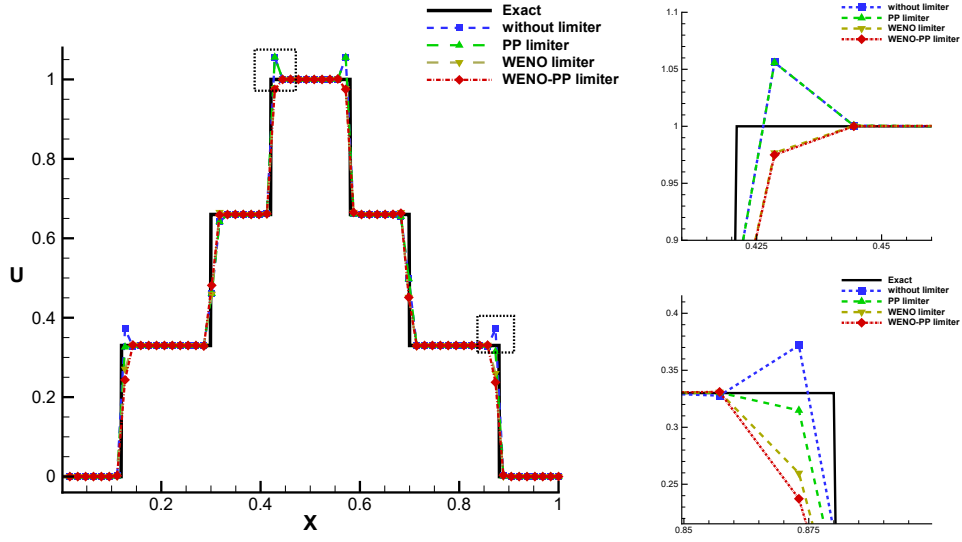 Exact
without limiter
PP limiter
WENO limiter
WENO-PP limiter
1
0.8
0.6
0.4
0.2
0
U
0.2
0.4
0.6
0.8
1
X
without limiter
PP limiter
WENO limiter
WENO-PP limiter
1.1
1.05
1
0.95
0.9
0.425
0.45
Exact
without limiter
PP limiter
WENO limiter
WENO-PP limiter
0.4
0.35
0.3
0.25
0.85
0.875